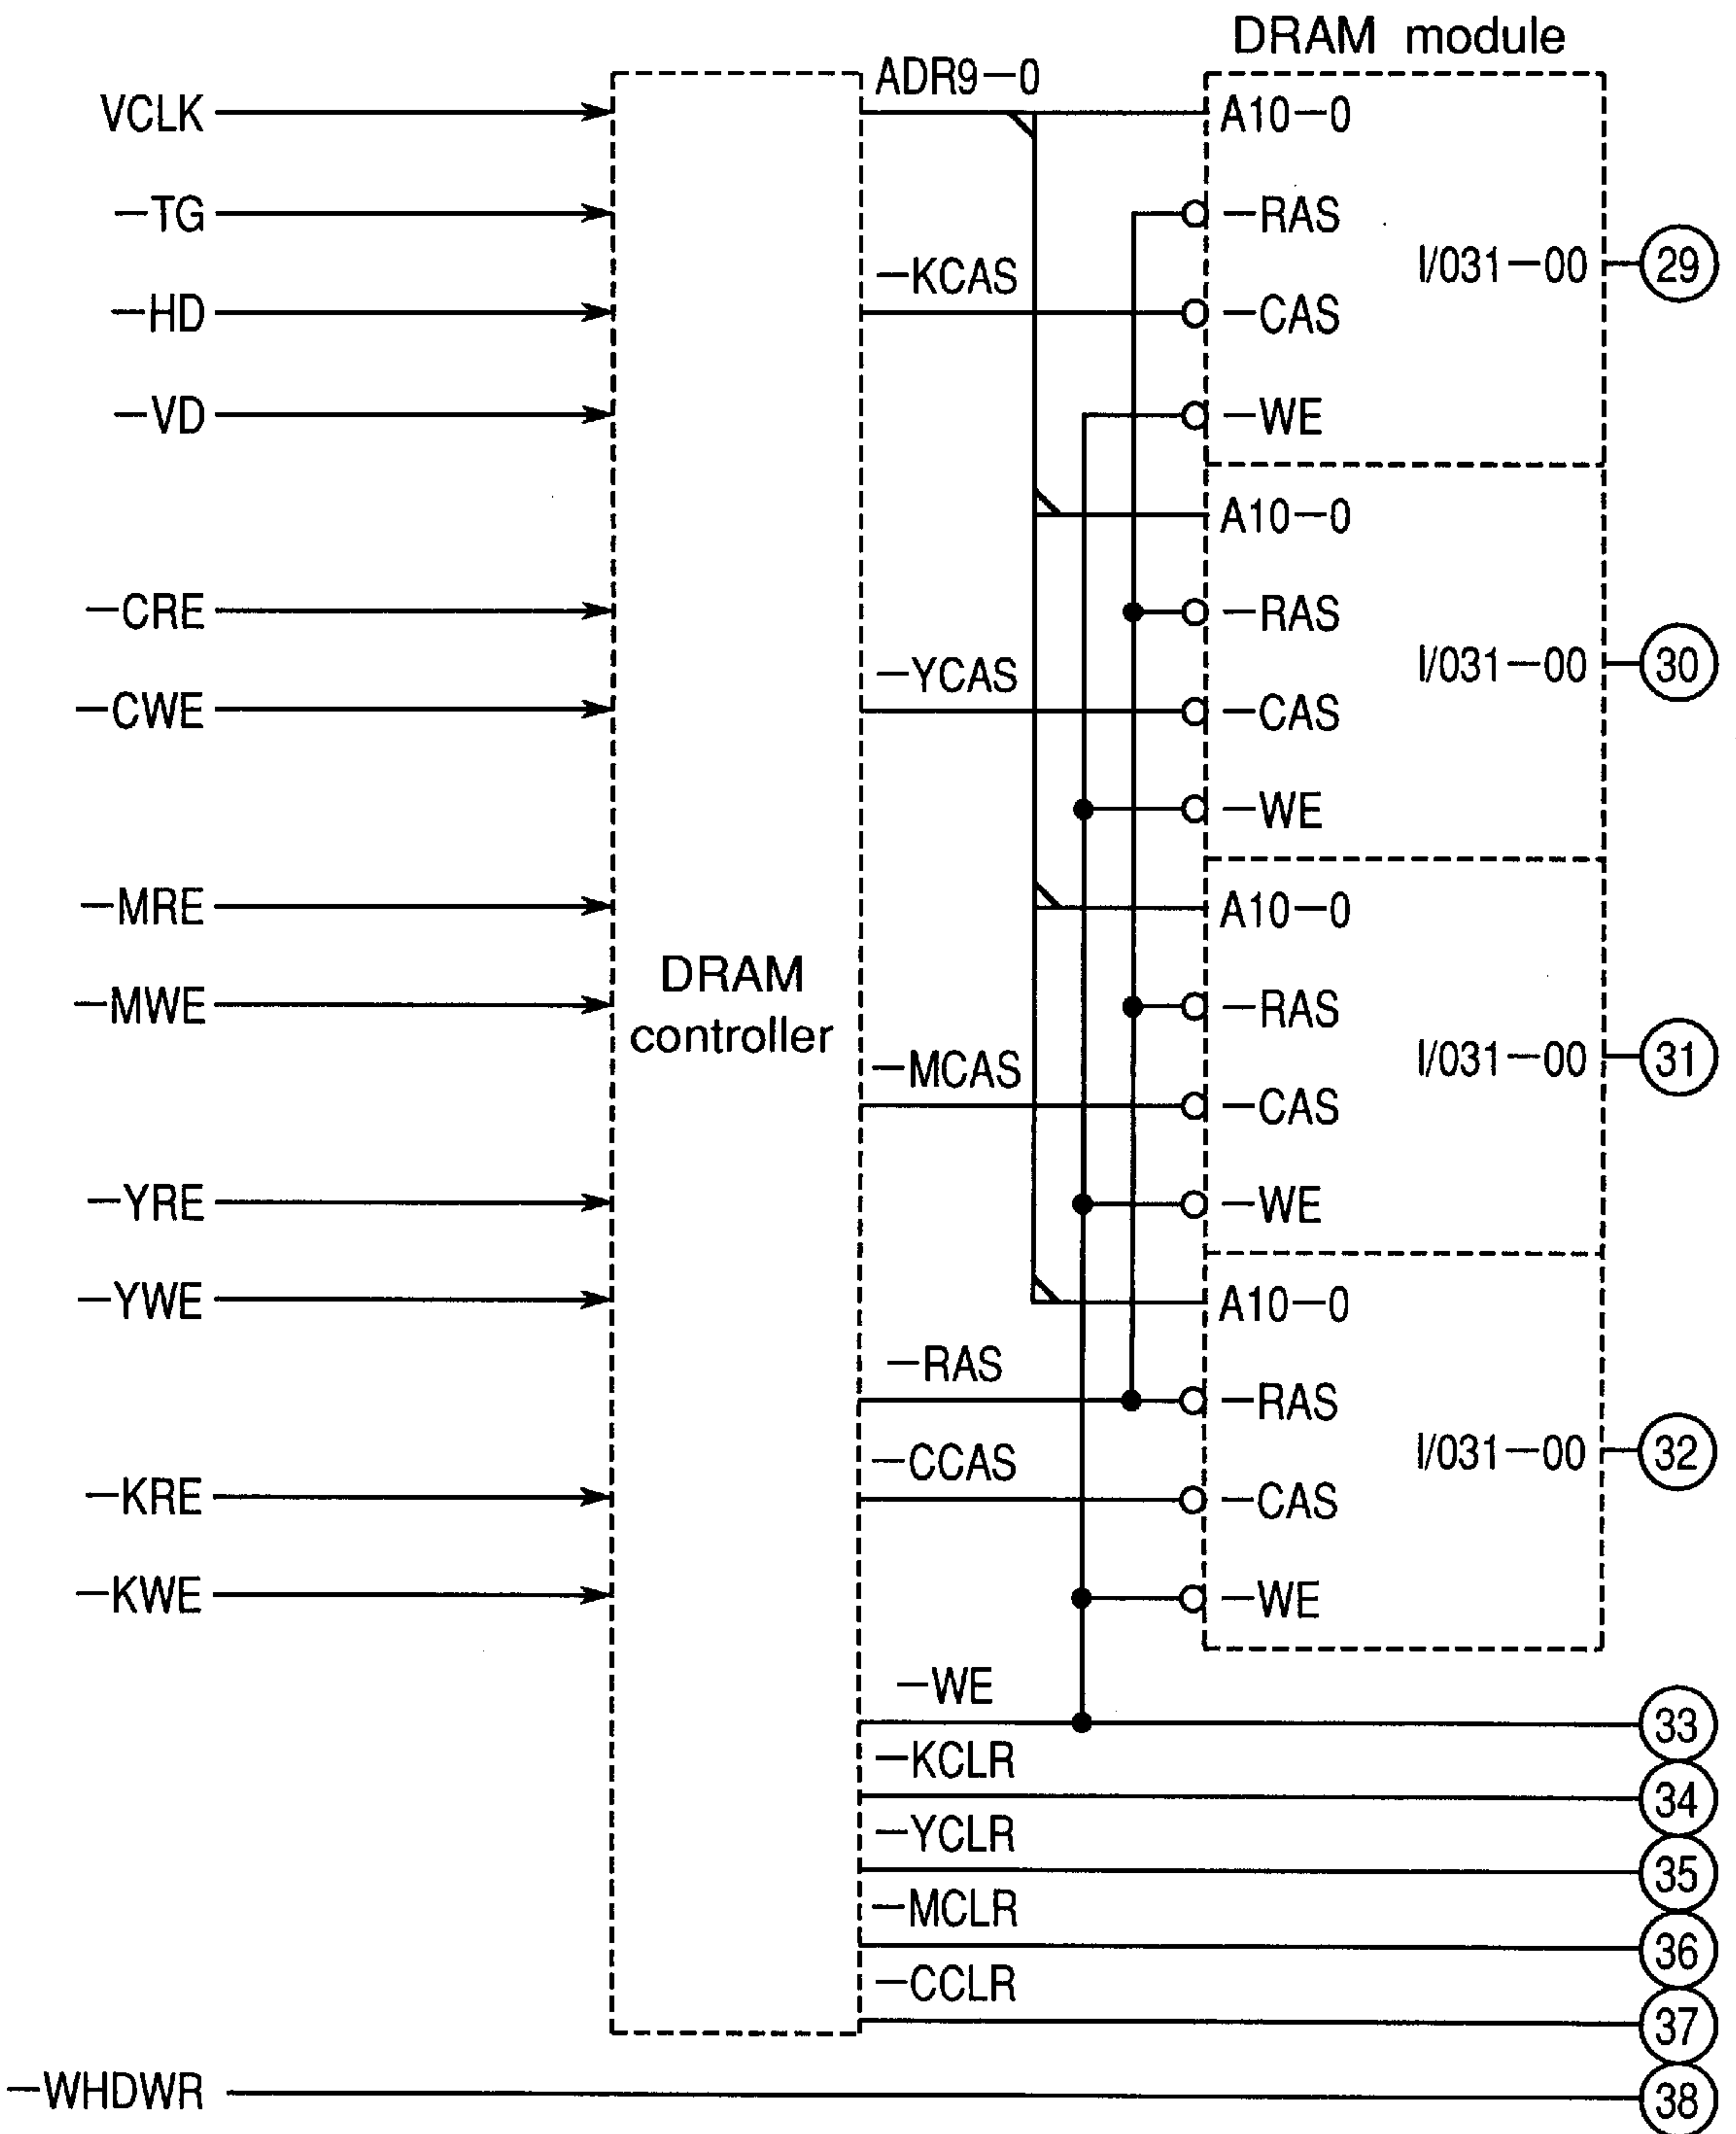 DRAM module
ADR9—0
VCLK
A10—0
—TG
—RAS
I/031—00
29
—KCAS
—HD
—CAS
—VD
—WE
A10—0
—CRE
—RAS
I/031—00
30
—YCAS
—CWE
—CAS
—WE
—MRE
A10—0
DRAM
controller
—MWE
—RAS
I/031—00
31
—MCAS
—CAS
—YRE
—WE
—YWE
A10—0
—RAS
—RAS
I/031—00
32
—CCAS
—KRE
—CAS
—KWE
—WE
—WE
33
—KCLR
34
—YCLR
35
—MCLR
36
—CCLR
37
—WHDWR
38